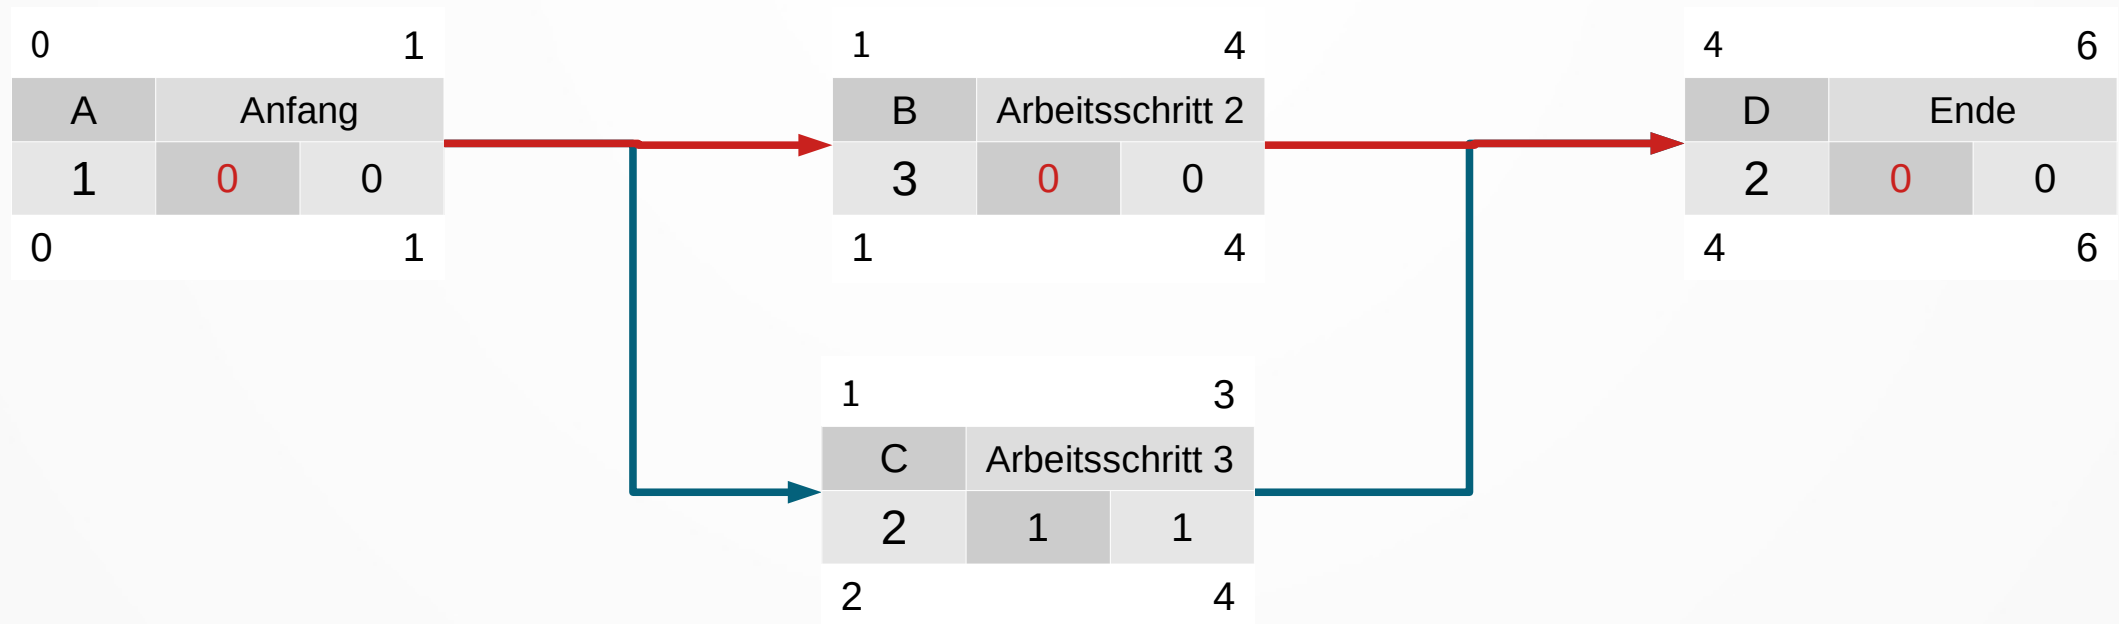 0 1
A Anfang
1 0 0
0 1
1 4
B Arbeitsschritt 2
3 0 0
1 4
1 3
C Arbeitsschritt 3
2 1 1
2 4
4 6
D Ende
2 0 0
4 6